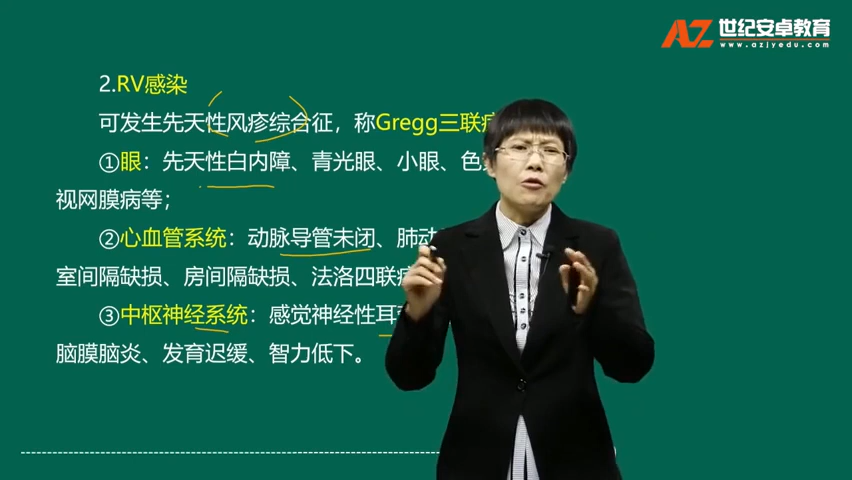 世纪安卓教育
www.azjyedu.com
2.RV感染
可发生先天性风疹综合征，称Gregg三联
①眼：先天性白内障、青光眼、小眼、色
视网膜病等；
②心血管系统：动脉导管未闭、肺动
室间隔缺损、房间隔缺损、法洛四联
③中枢神经系统：感觉神经性耳
脑膜脑炎、发育迟缓、智力低下。